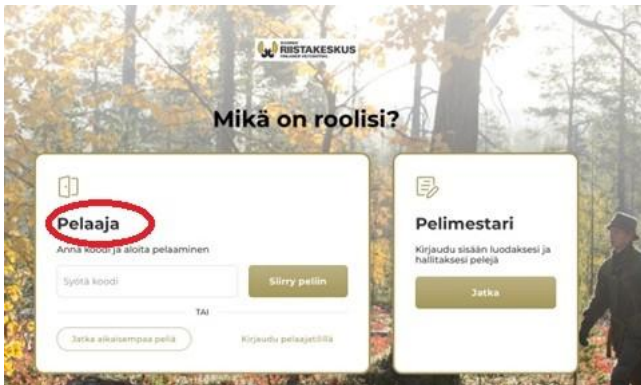 SUOMEN
RIISTAKESKUS
Mikä on roolisi?
Pelaaja
Anna koodi ja aloita pelaaminen
Syötä koodi
Siirry peliin
TAI
Jatka aikaisempaa peliä
Kirjaudu pelaajatilillä
Pelimestari
Kirjaudu sisään luodaksesi ja
hallitaksesi pelejä
Jatka